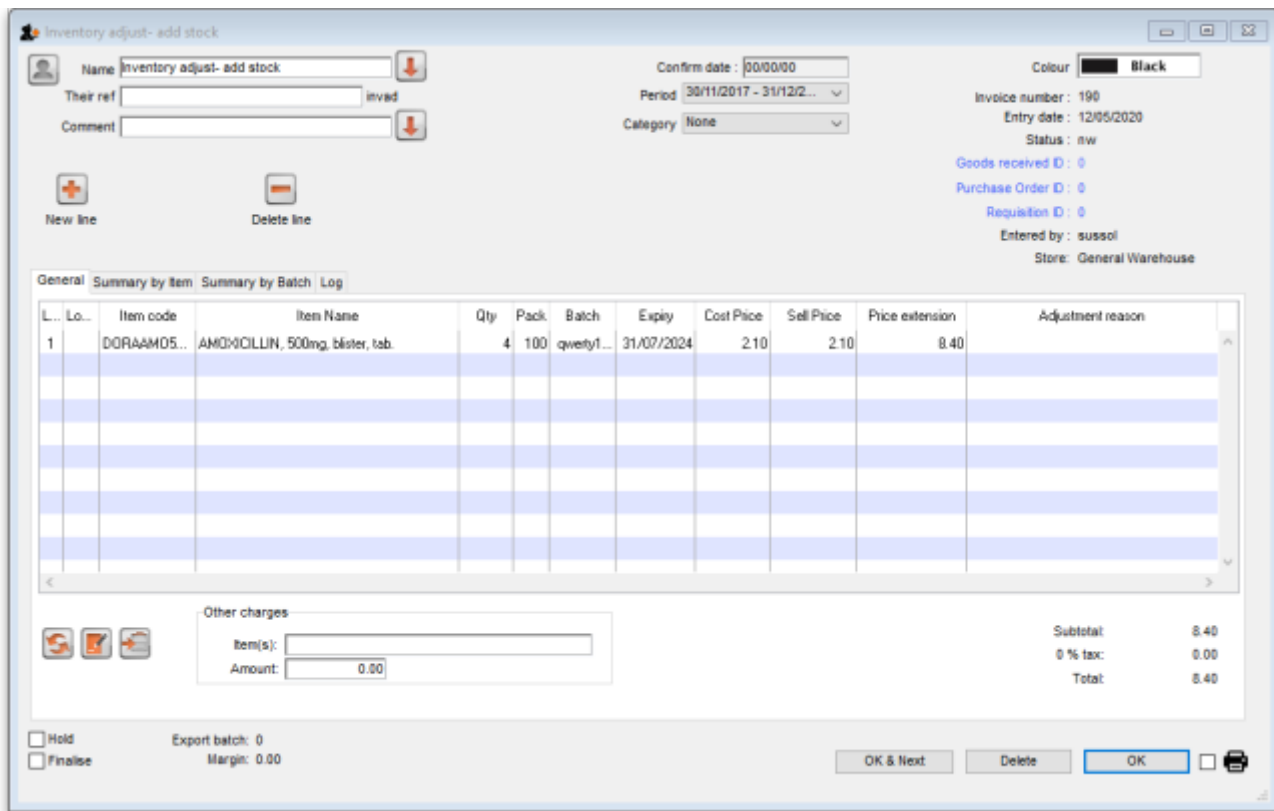 Inventory adjust- add stock
Name Inventory adjust- add stock
Confirm date : 00/00/00
Colour Black
Their ref invad
Period 30/11/2017 - 31/12/2...
Invoice number : 190
Comment
Category None
Entry date : 12/05/2020
Status : nw
Goods received ID : 0
Purchase Order ID : 0
Requisition ID : 0
Entered by : sussol
Store: General Warehouse
New line Delete line
General Summary by Item Summary by Batch Log
L... Lo... Item code Item Name Qty Pack Batch Expiry Cost Price Sell Price Price extension Adjustment reason
1 DORAAMO5... AMOXICILLIN, 500mg, blister, tab. 4 100 qwerty1... 31/07/2024 2.10 2.10 8.40
Other charges
Item(s):
Amount: 0.00
Subtotal: 8.40
0 % tax: 0.00
Total: 8.40
Hold Export batch: 0
Finalise Margin: 0.00
OK & Next Delete OK